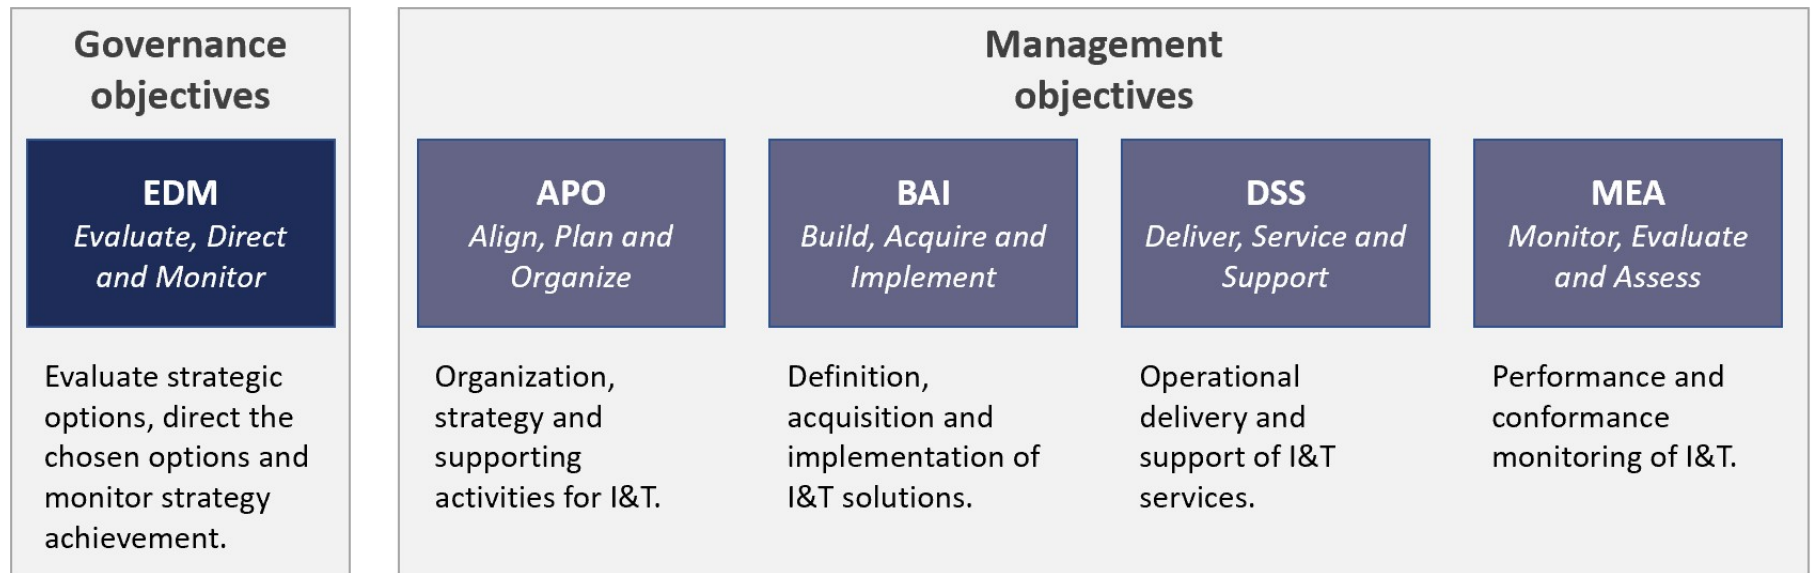 Governance
objectives
EDM
Evaluate, Direct
and Monitor
Evaluate strategic
options, direct the
chosen options and
monitor strategy
achievement.
Management
objectives
APO
Align, Plan and
Organize
Organization,
strategy and
supporting
activities for I&T.
BAI
Build, Acquire and
Implement
Definition,
acquisition and
implementation of
I&T solutions.
DSS
Deliver, Service and
Support
Operational
delivery and
support of I&T
services.
MEA
Monitor, Evaluate
and Assess
Performance and
conformance
monitoring of I&T.